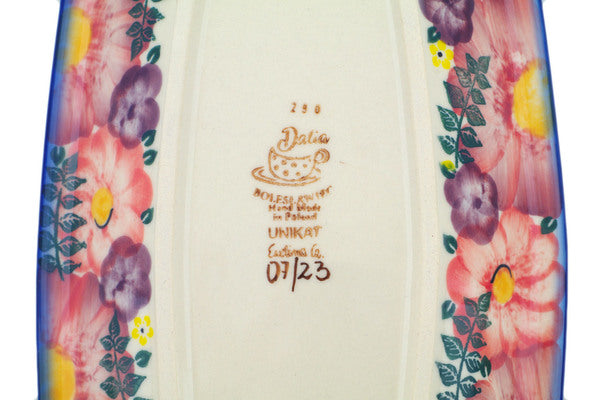 290
Dalia
BOLESŁAWIEC
Hand Made
in Poland
UNIKAT
07/23